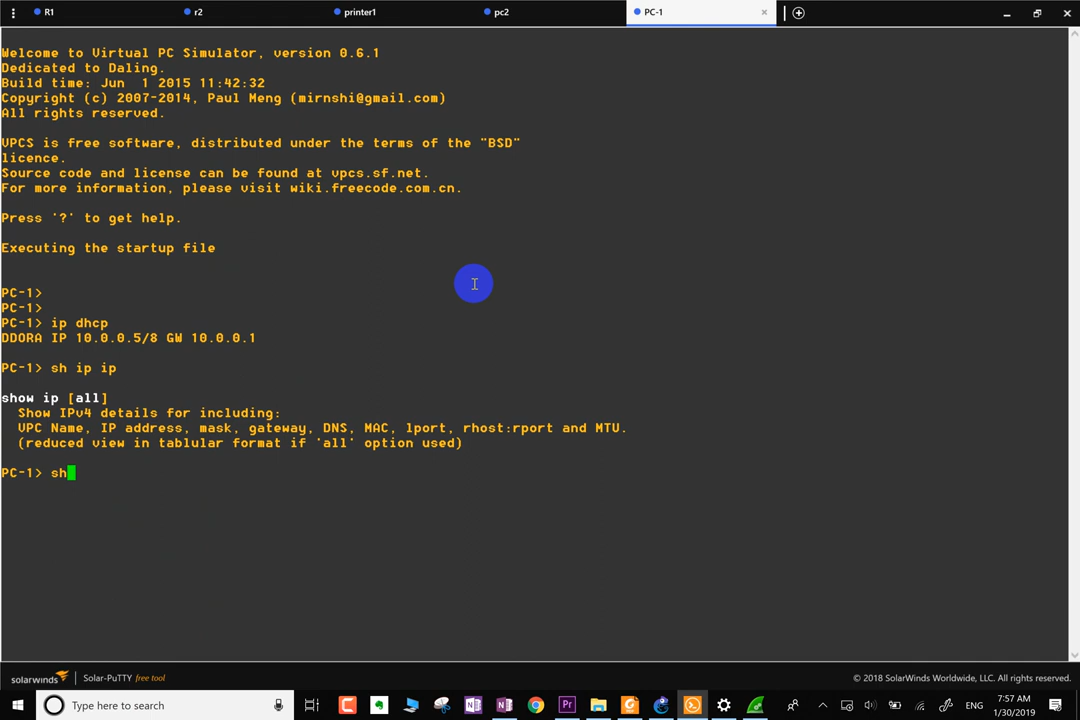 R1
r2
printer1
pc2
PC-1
Welcome to Virtual PC Simulator, version 0.6.1
Dedicated to Daling.
Build time: Jun  1 2015 11:42:32
Copyright (c) 2007-2014, Paul Meng (mirnshi@gmail.com)
All rights reserved.
VPCS is free software, distributed under the terms of the "BSD"
licence.
Source code and license can be found at vpcs.sf.net.
For more information, please visit wiki.freecode.com.cn.
Press '?' to get help.
Executing the startup file
PC-1>
PC-1>
PC-1> ip dhcp
DDORA IP 10.0.0.5/8 GW 10.0.0.1
PC-1> sh ip ip
show ip [all]
Show IPv4 details for including:
VPC Name, IP address, mask, gateway, DNS, MAC, lport, rhost:rport and MTU.
(reduced view in tablular format if 'all' option used)
PC-1> sh
solarwinds
Solar-PuTTY free tool
© 2018 SolarWinds Worldwide, LLC. All rights reserved.
Type here to search
ENG
7:57 AM
1/30/2019